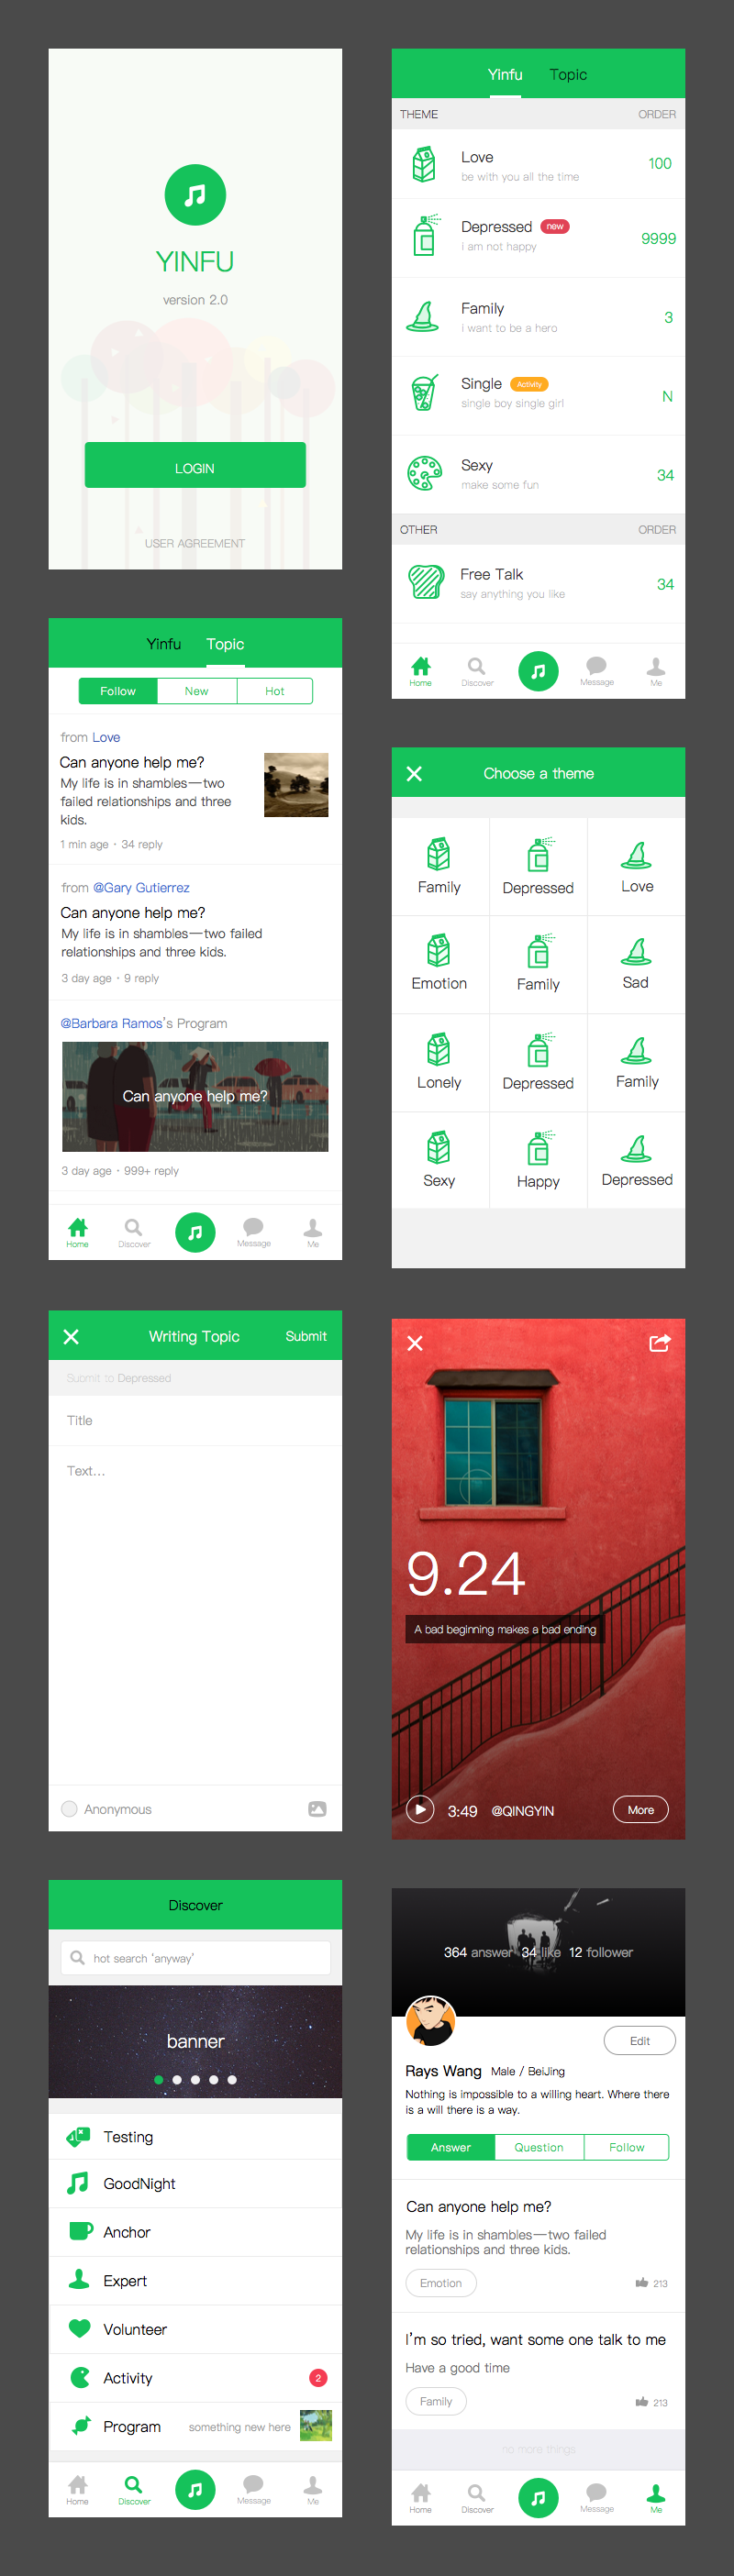 YINFU
version 2.0
LOGIN
USER AGREEMENT
Yinfu Topic
THEME ORDER
Love
be with you all the time
100
Depressed new
i am not happy
9999
Family
i want to be a hero
3
Single Activity
single boy single girl
N
Sexy
make some fun
34
OTHER ORDER
Free Talk
say anything you like
34
Home Discover Message Me
Yinfu Topic
Follow New Hot
from Love
Can anyone help me?
My life is in shambles—two
failed relationships and three
kids.
1 min ago · 34 reply
from @Gary Gutierrez
Can anyone help me?
My life is in shambles—two failed
relationships and three kids.
3 day ago · 9 reply
@Barbara Ramos's Program
Can anyone help me?
3 day ago · 999+ reply
Home Discover Message Me
Choose a theme
Family Depressed Love
Emotion Family Sad
Lonely Depressed Family
Sexy Happy Depressed
Writing Topic Submit
Submit to Depressed
Title
Text...
Anonymous
9.24
A bad beginning makes a bad ending
3:49 @QINGYIN More
Discover
hot search 'anyway'
banner
Testing
GoodNight
Anchor
Expert
Volunteer
Activity 2
Program something new here
Home Discover Message Me
364 answer 34 like 12 follower
Edit
Rays Wang Male / BeiJing
Nothing is impossible to a willing heart. Where there
is a will there is a way.
Answer Question Follow
Can anyone help me?
My life is in shambles—two failed
relationships and three kids.
Emotion 213
I'm so tried, want some one talk to me
Have a good time
Family 213
no more things
Home Discover Message Me